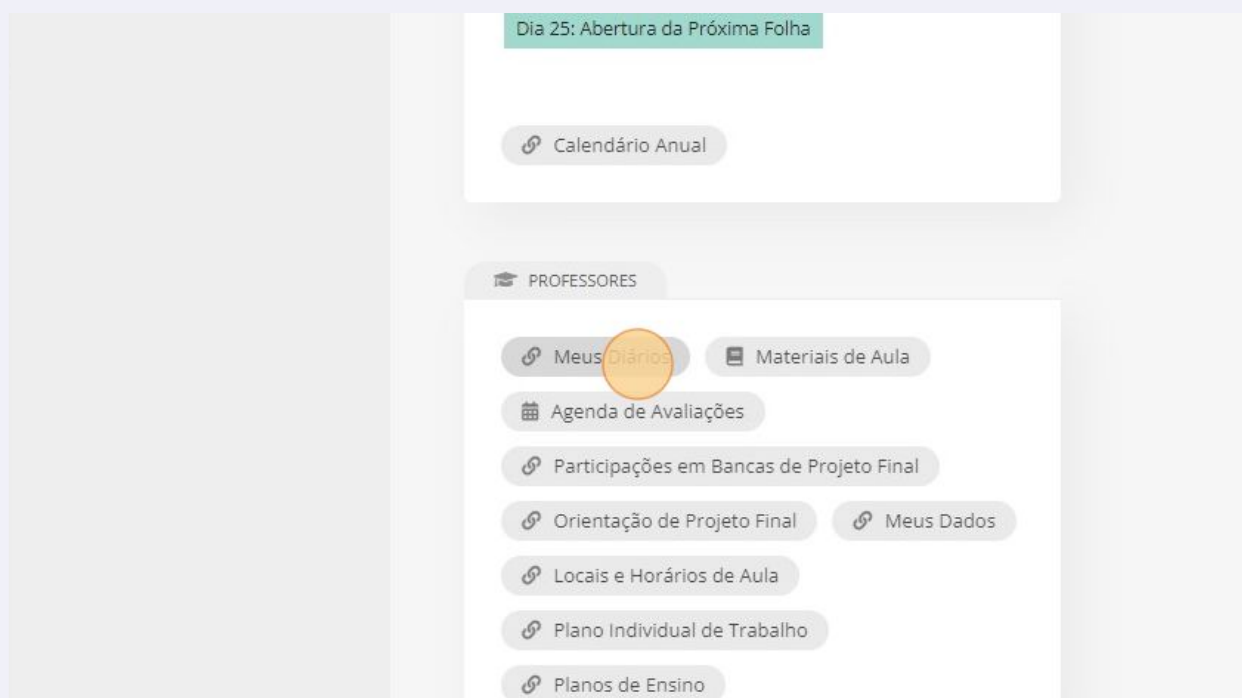 Dia 25: Abertura da Próxima Folha
Calendário Anual
PROFESSORES
Meus Diários Materiais de Aula
Agenda de Avaliações
Participações em Bancas de Projeto Final
Orientação de Projeto Final Meus Dados
Locais e Horários de Aula
Plano Individual de Trabalho
Planos de Ensino